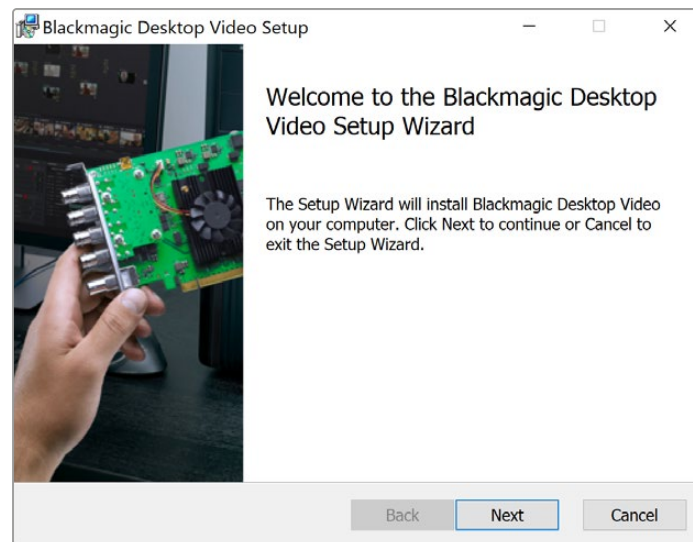 Blackmagic Desktop Video Setup
Welcome to the Blackmagic Desktop
Video Setup Wizard
The Setup Wizard will install Blackmagic Desktop Video
on your computer. Click Next to continue or Cancel to
exit the Setup Wizard.
Back Next Cancel